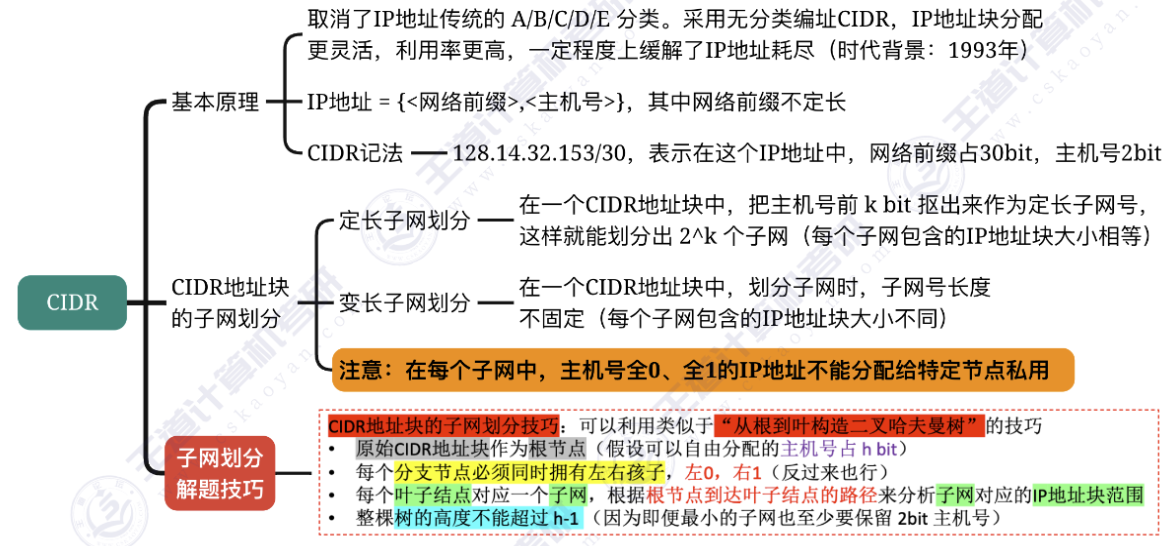 取消了IP地址传统的 A/B/C/D/E 分类。采用无分类编址CIDR，IP地址块分配
更灵活，利用率更高，一定程度上缓解了IP地址耗尽（时代背景：1993年）
基本原理
IP地址 = {<网络前缀>,<主机号>}，其中网络前缀不定长
CIDR记法
128.14.32.153/30，表示在这个IP地址中，网络前缀占30bit，主机号2bit
CIDR
CIDR地址块
的子网划分
定长子网划分
在一个CIDR地址块中，把主机号前 k bit 抠出来作为定长子网号，
这样就能划分出 2^k 个子网（每个子网包含的IP地址块大小相等）
变长子网划分
在一个CIDR地址块中，划分子网时，子网号长度
不固定（每个子网包含的IP地址块大小不同）
注意：在每个子网中，主机号全0、全1的IP地址不能分配给特定节点私用
子网划分
解题技巧
CIDR地址块的子网划分技巧：可以利用类似于“从根到叶构造二叉哈夫曼树”的技巧
• 原始CIDR地址块作为根节点（假设可以自由分配的主机号占 h bit）
• 每个分支节点必须同时拥有左右孩子，左0，右1（反过来也行）
• 每个叶子结点对应一个子网，根据根节点到达叶子结点的路径来分析子网对应的IP地址块范围
• 整棵树的高度不能超过 h-1（因为即便最小的子网也至少要保留 2bit 主机号）
王道计算机考研
www.cskaoyan.com